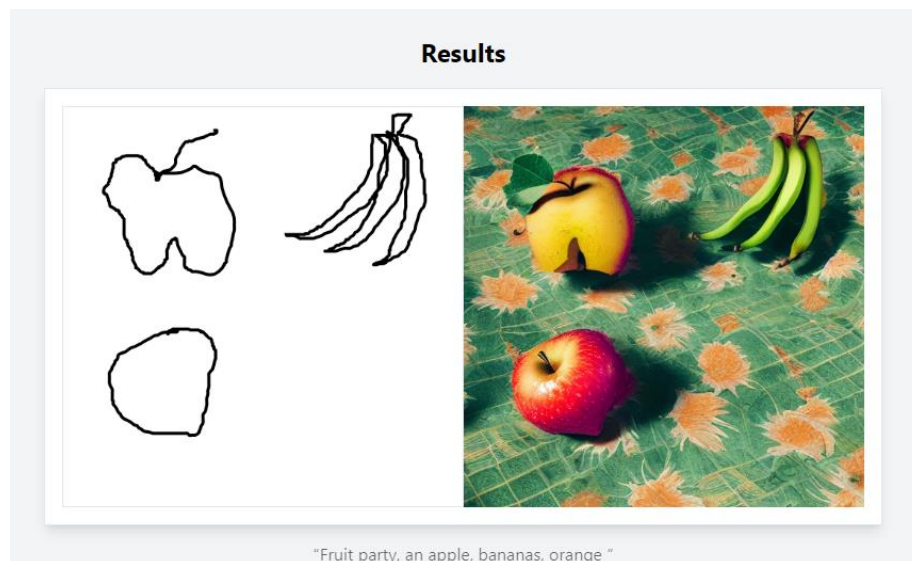 Results
"Fruit party, an apple, bananas, orange "